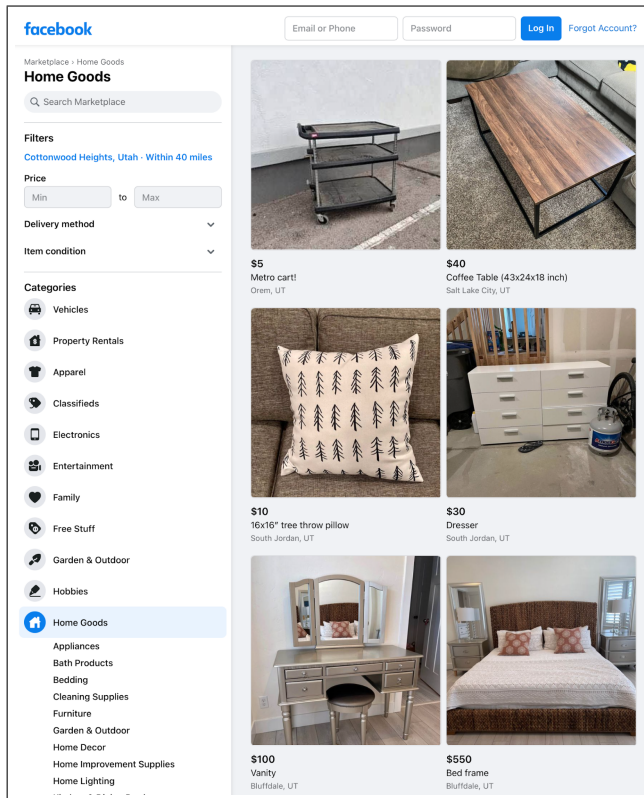 facebook
Email or Phone
Password
Log In
Forgot Account?
Marketplace › Home Goods
Home Goods
Search Marketplace
Filters
Cottonwood Heights, Utah · Within 40 miles
Price
Min
to
Max
Delivery method
Item condition
Categories
Vehicles
Property Rentals
Apparel
Classifieds
Electronics
Entertainment
Family
Free Stuff
Garden & Outdoor
Hobbies
Home Goods
Appliances
Bath Products
Bedding
Cleaning Supplies
Furniture
Garden & Outdoor
Home Decor
Home Improvement Supplies
Home Lighting
$5
Metro cart!
Orem, UT
$40
Coffee Table (43x24x18 inch)
Salt Lake City, UT
$10
16x16” tree throw pillow
South Jordan, UT
$30
Dresser
South Jordan, UT
$100
Vanity
Bluffdale, UT
$550
Bed frame
Bluffdale, UT